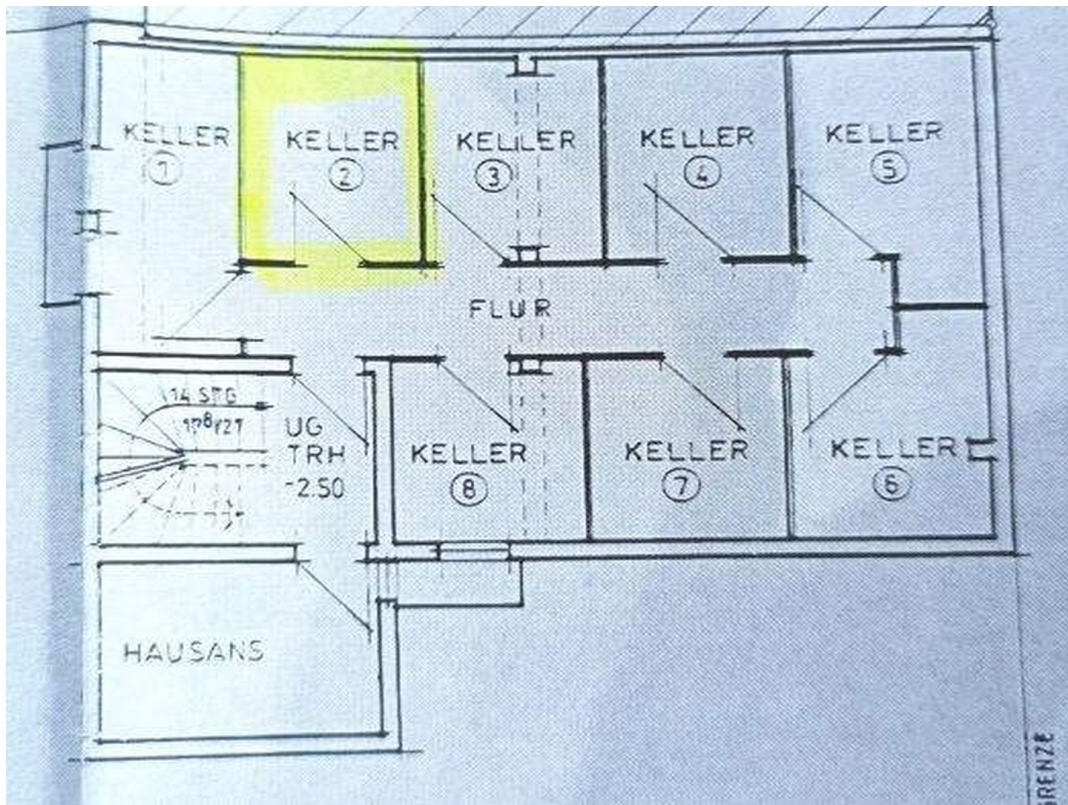 KELLER
1
KELLER
2
KELLER
3
KELLER
4
KELLER
5
FLUR
14 STG
UG
TRH
-2.50
KELLER
8
KELLER
7
KELLER
6
HAUSANS
RENZE